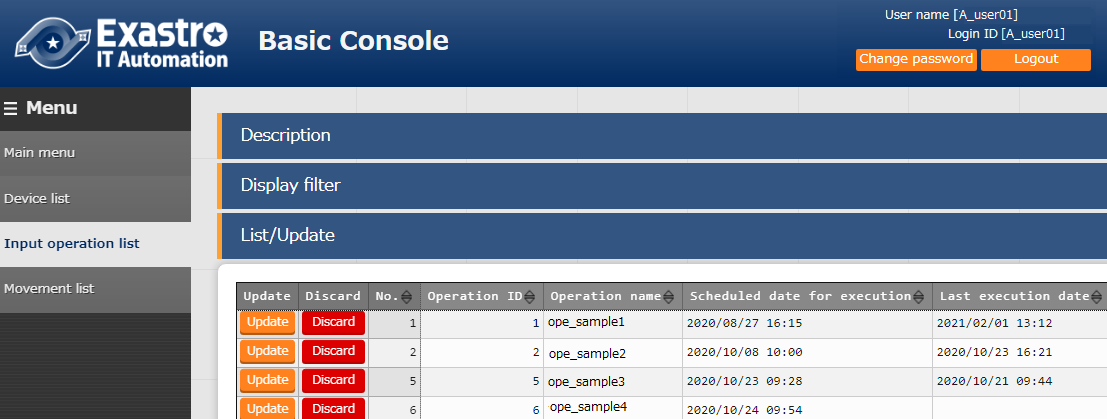 Exastro
IT Automation
Basic Console
User name [A_user01]
Login ID [A_user01]
Change password
Logout
Menu
Main menu
Device list
Input operation list
Movement list
Description
Display filter
List/Update
Update Discard No. Operation ID Operation name Scheduled date for execution Last execution date
Update Discard 1 1 ope_sample1 2020/08/27 16:15 2021/02/01 13:12
Update Discard 2 2 ope_sample2 2020/10/08 10:00 2020/10/23 16:21
Update Discard 5 5 ope_sample3 2020/10/23 09:28 2020/10/21 09:44
Update Discard 6 6 ope_sample4 2020/10/24 09:54